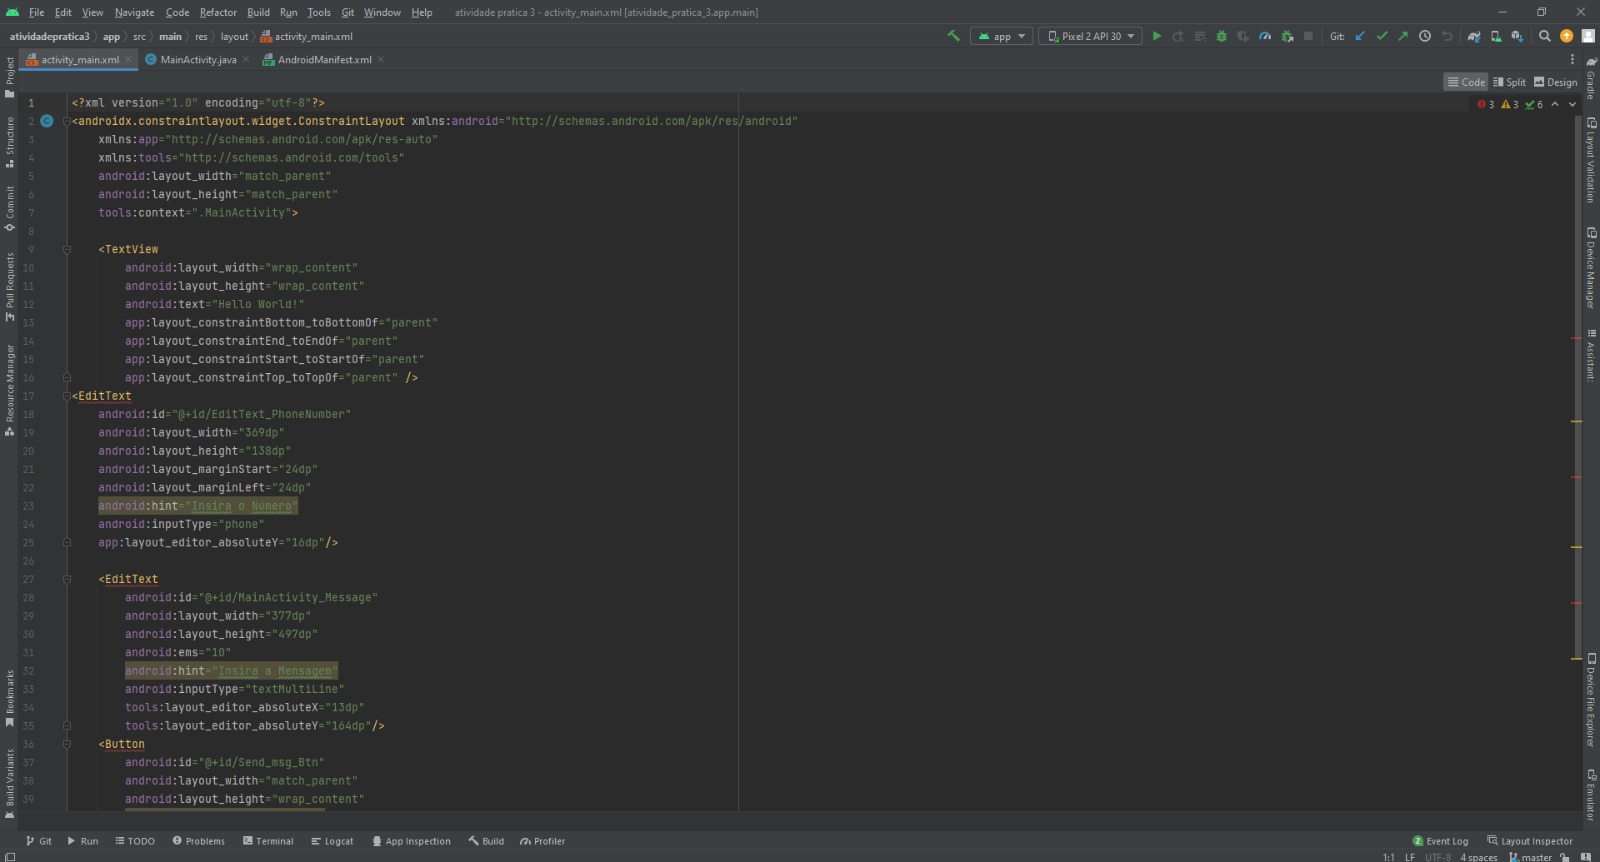 File Edit View Navigate Code Refactor Build Run Tools Git Window Help atividade pratica 3 - activity_main.xml [atividade_pratica_3.app.main]
atividadepratica3 app src main res layout activity_main.xml app Pixel 2 API 30 Git:
activity_main.xml MainActivity.java AndroidManifest.xml
Code Split Design
3 3 6
1 <?xml version="1.0" encoding="utf-8"?>
2 <androidx.constraintlayout.widget.ConstraintLayout xmlns:android="http://schemas.android.com/apk/res/android"
3 xmlns:app="http://schemas.android.com/apk/res-auto"
4 xmlns:tools="http://schemas.android.com/tools"
5 android:layout_width="match_parent"
6 android:layout_height="match_parent"
7 tools:context=".MainActivity">
8
9 <TextView
10 android:layout_width="wrap_content"
11 android:layout_height="wrap_content"
12 android:text="Hello World!"
13 app:layout_constraintBottom_toBottomOf="parent"
14 app:layout_constraintEnd_toEndOf="parent"
15 app:layout_constraintStart_toStartOf="parent"
16 app:layout_constraintTop_toTopOf="parent" />
17 <EditText
18 android:id="@+id/EditText_PhoneNumber"
19 android:layout_width="369dp"
20 android:layout_height="138dp"
21 android:layout_marginStart="24dp"
22 android:layout_marginLeft="24dp"
23 android:hint="Insira o Número"
24 android:inputType="phone"
25 app:layout_editor_absoluteY="16dp"/>
26
27 <EditText
28 android:id="@+id/MainActivity_Message"
29 android:layout_width="377dp"
30 android:layout_height="497dp"
31 android:ems="10"
32 android:hint="Insira a Mensagem"
33 android:inputType="textMultiLine"
34 tools:layout_editor_absoluteX="13dp"
35 tools:layout_editor_absoluteY="164dp"/>
36 <Button
37 android:id="@+id/Send_msg_Btn"
38 android:layout_width="match_parent"
39 android:layout_height="wrap_content"
Project
Structure
Commit
Pull Requests
Resource Manager
Bookmarks
Build Variants
Gradle
Layout Validation
Device Manager
Assistant:
Device File Explorer
Emulator
Git Run TODO Problems Terminal Logcat App Inspection Build Profiler 2 Event Log Layout Inspector
1:1 LF UTF-8 4 spaces master